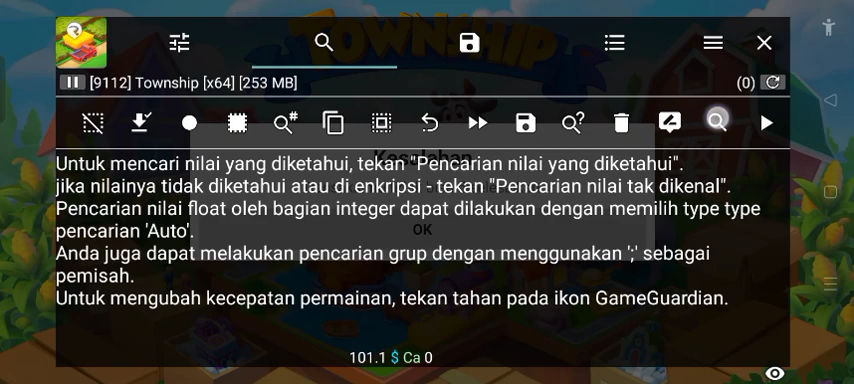 TOWNSHIP
[9112] Township [x64] [253 MB]
(0)
Kesalahan
Untuk mencari nilai yang diketahui, tekan "Pencarian nilai yang diketahui".
jika nilainya tidak diketahui atau di enkripsi - tekan "Pencarian nilai tak dikenal".
Pencarian nilai float oleh bagian integer dapat dilakukan dengan memilih type type
pencarian 'Auto'.
OK
Anda juga dapat melakukan pencarian grup dengan menggunakan ';' sebagai
pemisah.
Untuk mengubah kecepatan permainan, tekan tahan pada ikon GameGuardian.
101.1 $ Ca 0